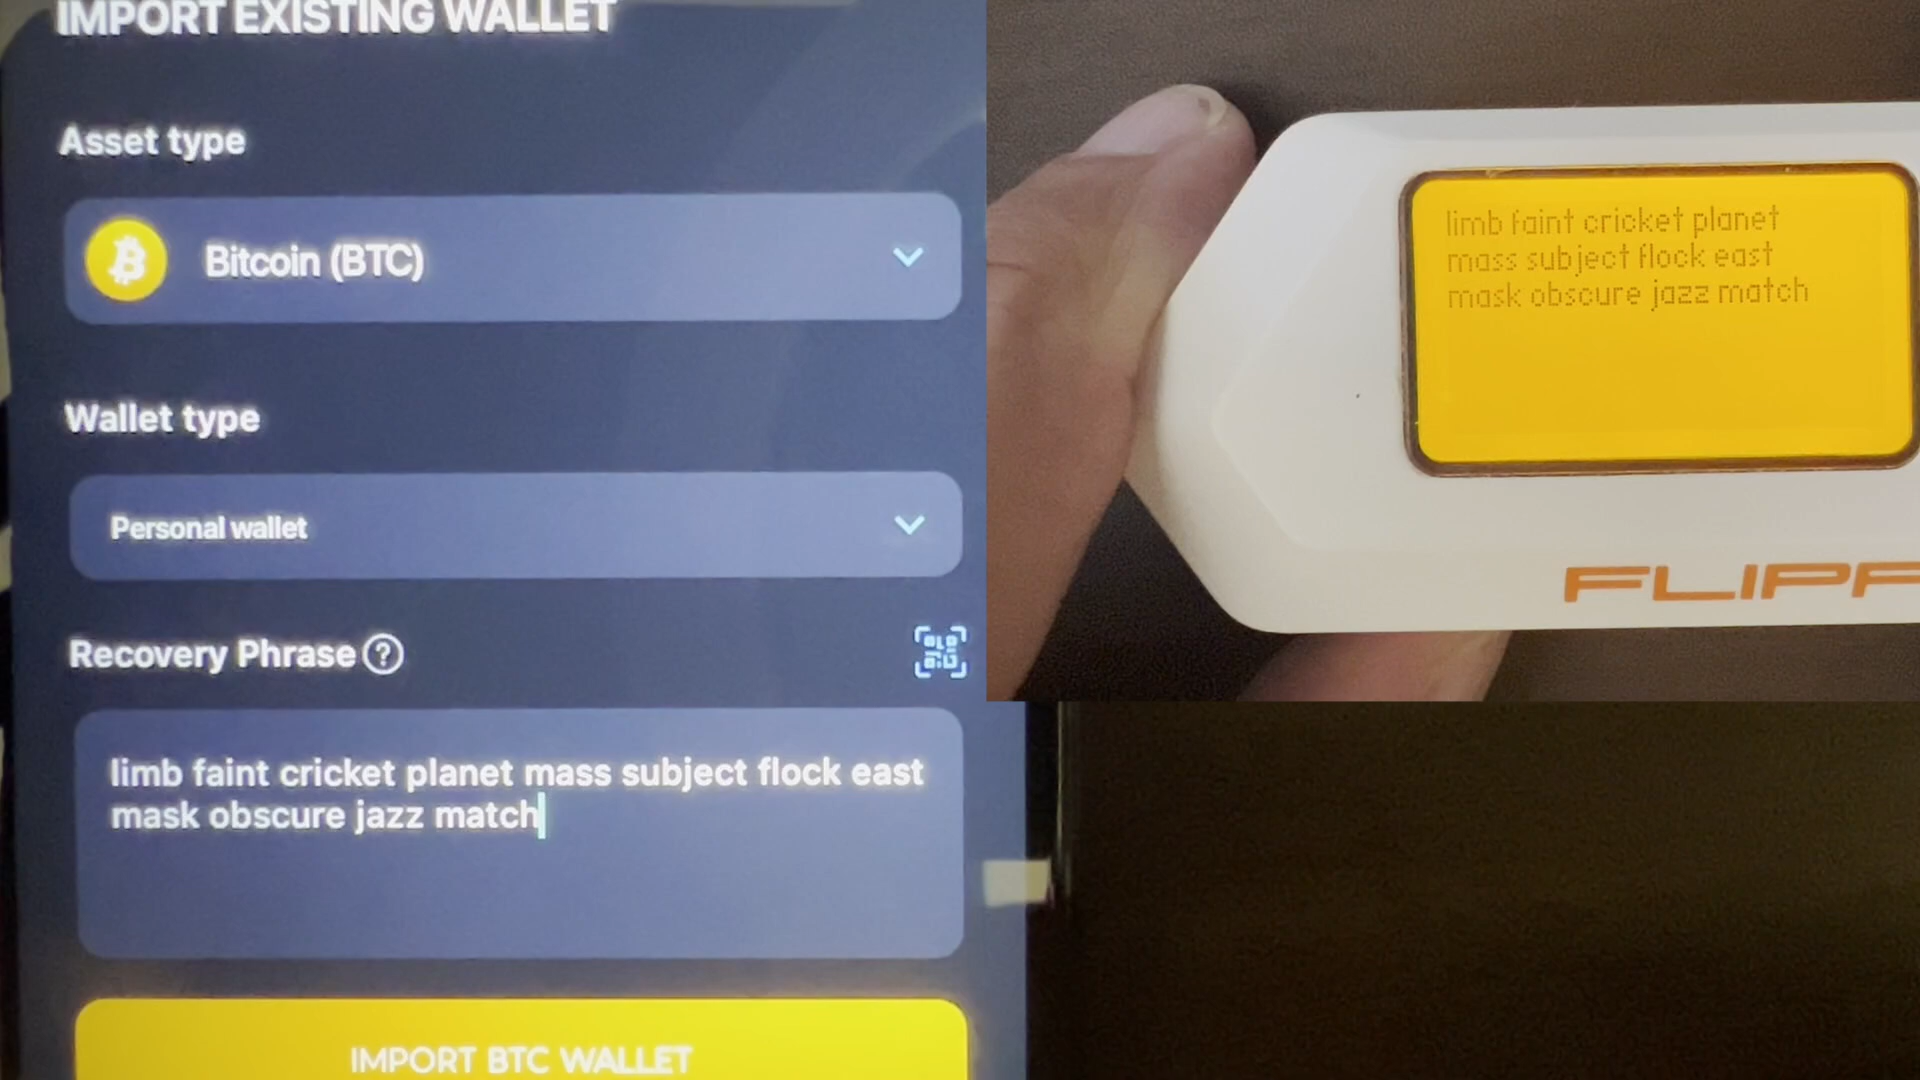 IMPORT EXISTING WALLET
Asset type
Bitcoin (BTC)
Wallet type
Personal wallet
Recovery Phrase ?
limb faint cricket planet mass subject flock east
mask obscure jazz match
IMPORT BTC WALLET
limb faint cricket planet
mass subject flock east
mask obscure jazz match
FLIPP